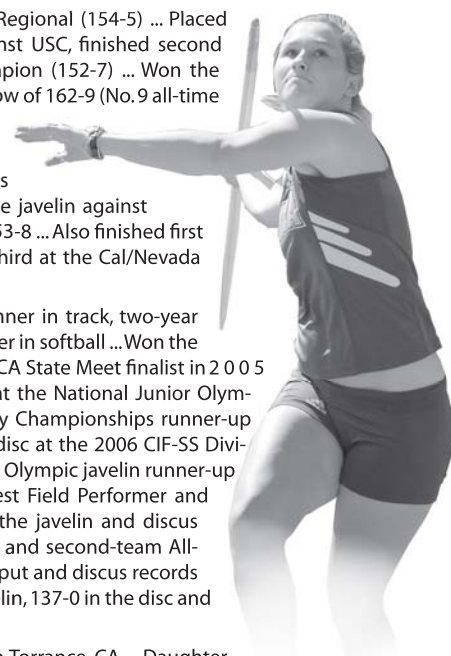 Regional (154-5) ... Placed
nst USC, finished second
pion (152-7) ... Won the
ow of 162-9 (No. 9 all-time
s
e javelin against
53-8 ... Also finished first
hird at the Cal/Nevada
nner in track, two-year
er in softball ... Won the
CA State Meet finalist in 2 0 0 5
at the National Junior Olym-
y Championships runner-up
disc at the 2006 CIF-SS Divi-
Olympic javelin runner-up
est Field Performer and
the javelin and discus
and second-team All-
put and discus records
lin, 137-0 in the disc and
Torrance, CA ... Daughter